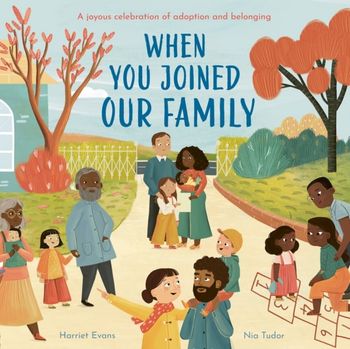 A joyous celebration of adoption and belonging
WHEN
YOU JOINED
OUR FAMILY
Harriet Evans
Nia Tudor